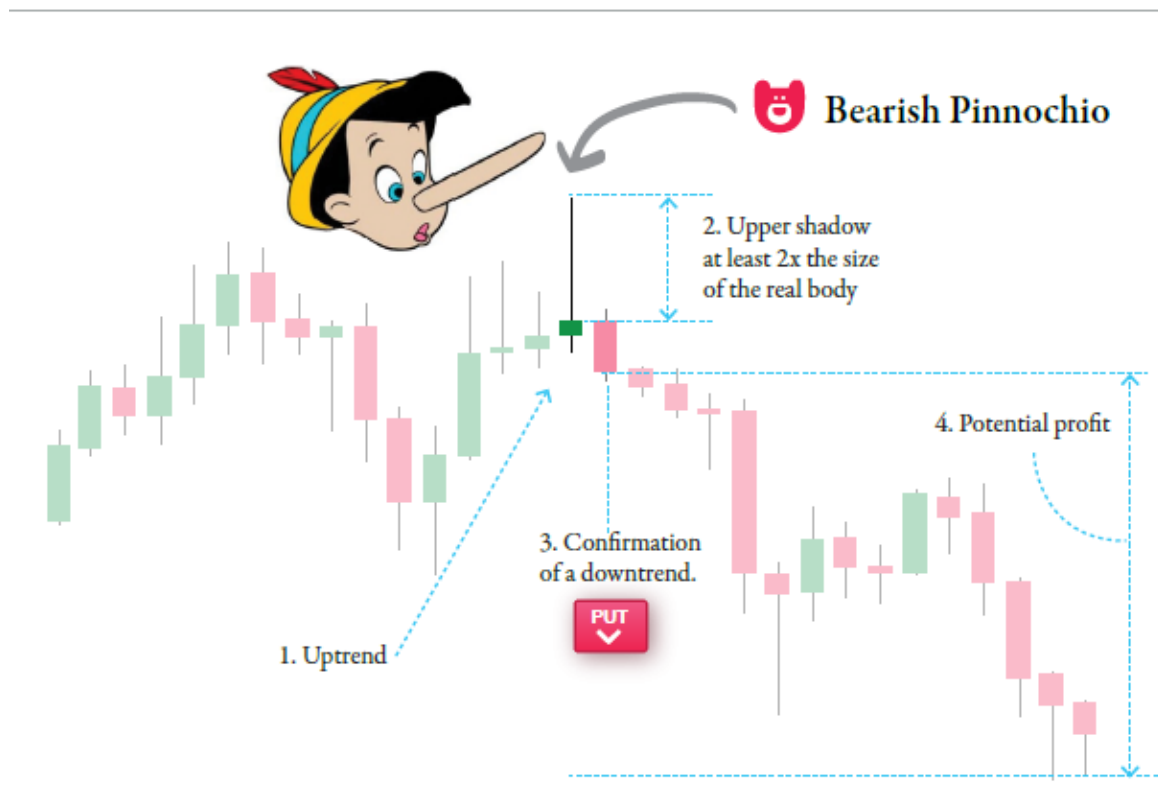 Bearish Pinnochio
2. Upper shadow
at least 2x the size
of the real body
4. Potential profit
3. Confirmation
of a downtrend.
PUT
1. Uptrend